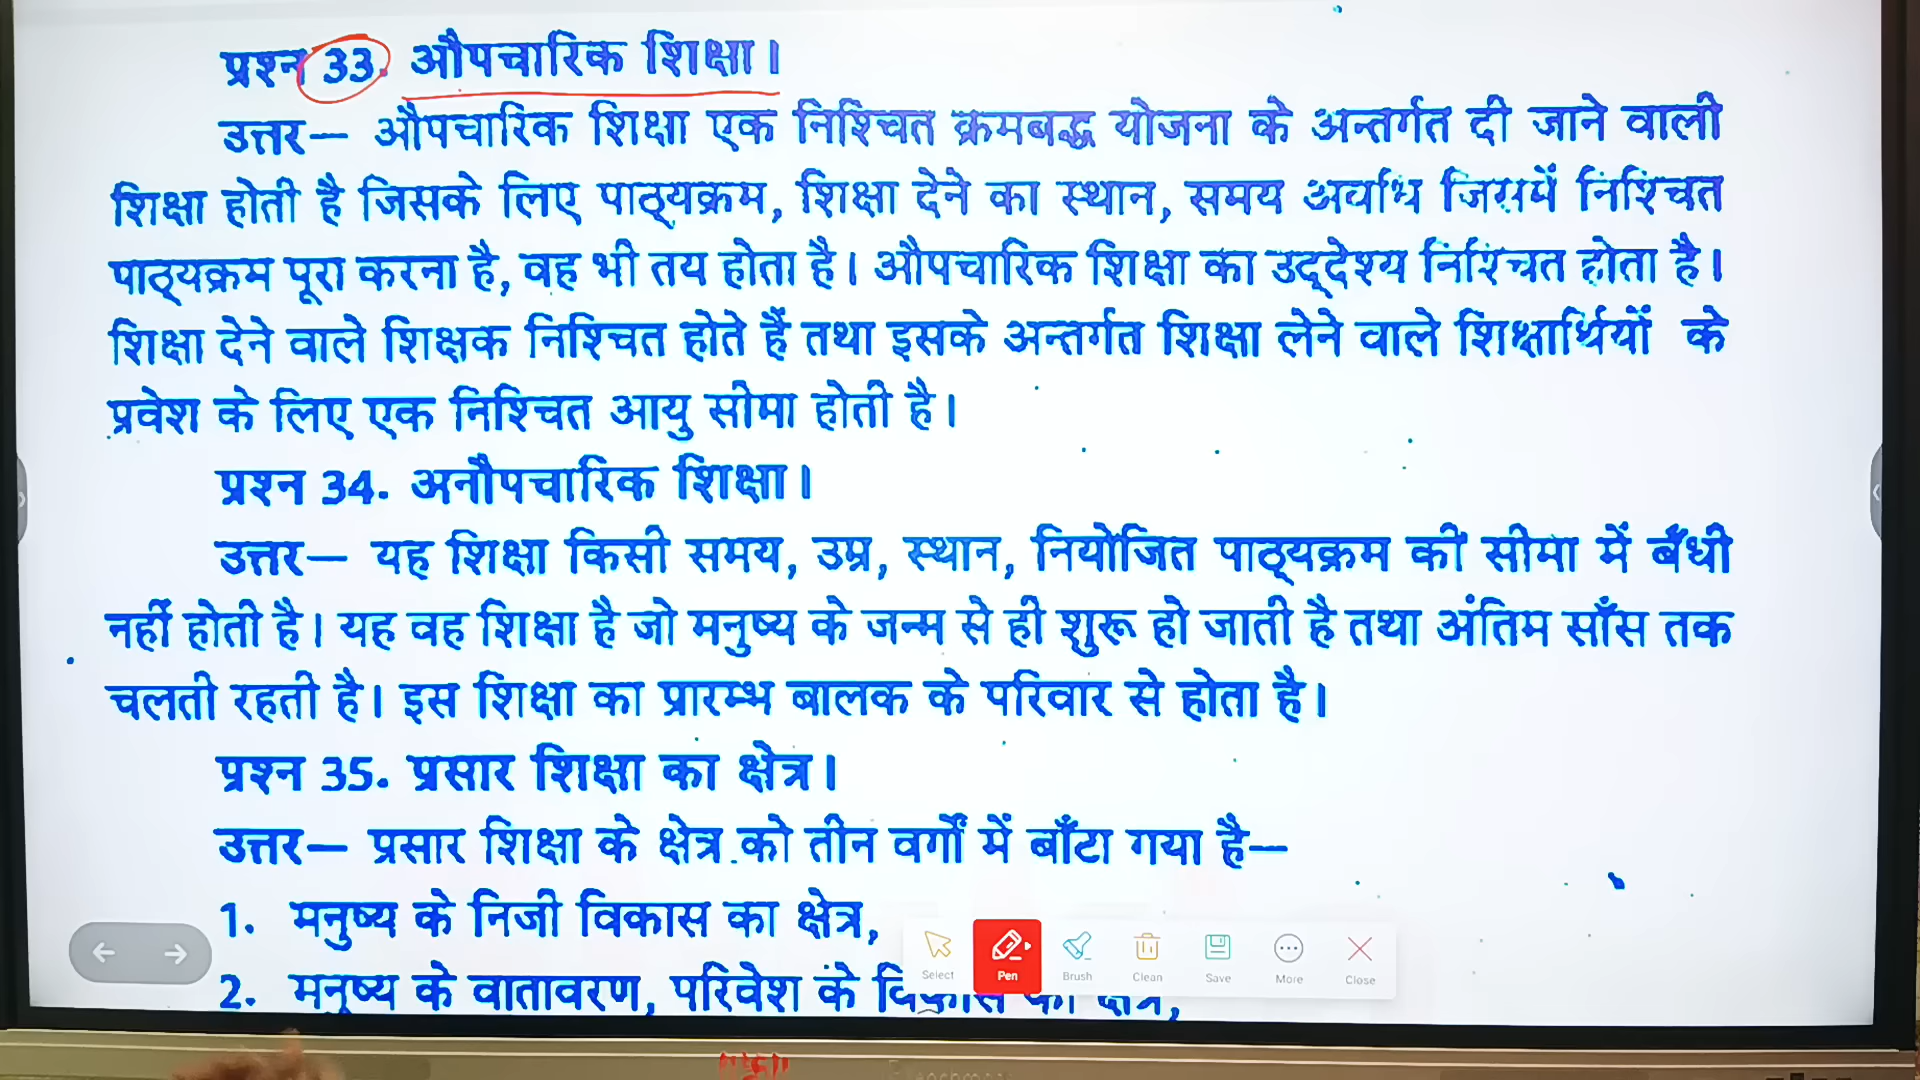 प्रश्न 33. औपचारिक शिक्षा।
उत्तर— औपचारिक शिक्षा एक निश्चित क्रमबद्ध योजना के अन्तर्गत दी जाने वाली
शिक्षा होती है जिसके लिए पाठ्यक्रम, शिक्षा देने का स्थान, समय अवधि जिसमें निश्चित
पाठ्यक्रम पूरा करना है, वह भी तय होता है। औपचारिक शिक्षा का उद्देश्य निश्चित होता है।
शिक्षा देने वाले शिक्षक निश्चित होते हैं तथा इसके अन्तर्गत शिक्षा लेने वाले शिक्षार्थियों के
प्रवेश के लिए एक निश्चित आयु सीमा होती है।
प्रश्न 34. अनौपचारिक शिक्षा।
उत्तर— यह शिक्षा किसी समय, उम्र, स्थान, नियोजित पाठ्यक्रम की सीमा में बँधी
नहीं होती है। यह वह शिक्षा है जो मनुष्य के जन्म से ही शुरू हो जाती है तथा अंतिम साँस तक
चलती रहती है। इस शिक्षा का प्रारम्भ बालक के परिवार से होता है।
प्रश्न 35. प्रसार शिक्षा का क्षेत्र।
उत्तर— प्रसार शिक्षा के क्षेत्र को तीन वर्गों में बाँटा गया है—
1. मनुष्य के निजी विकास का क्षेत्र,
2. मनुष्य के वातावरण, परिवेश के विकास का क्षेत्र,
Select Pen Brush Clean Save More Close